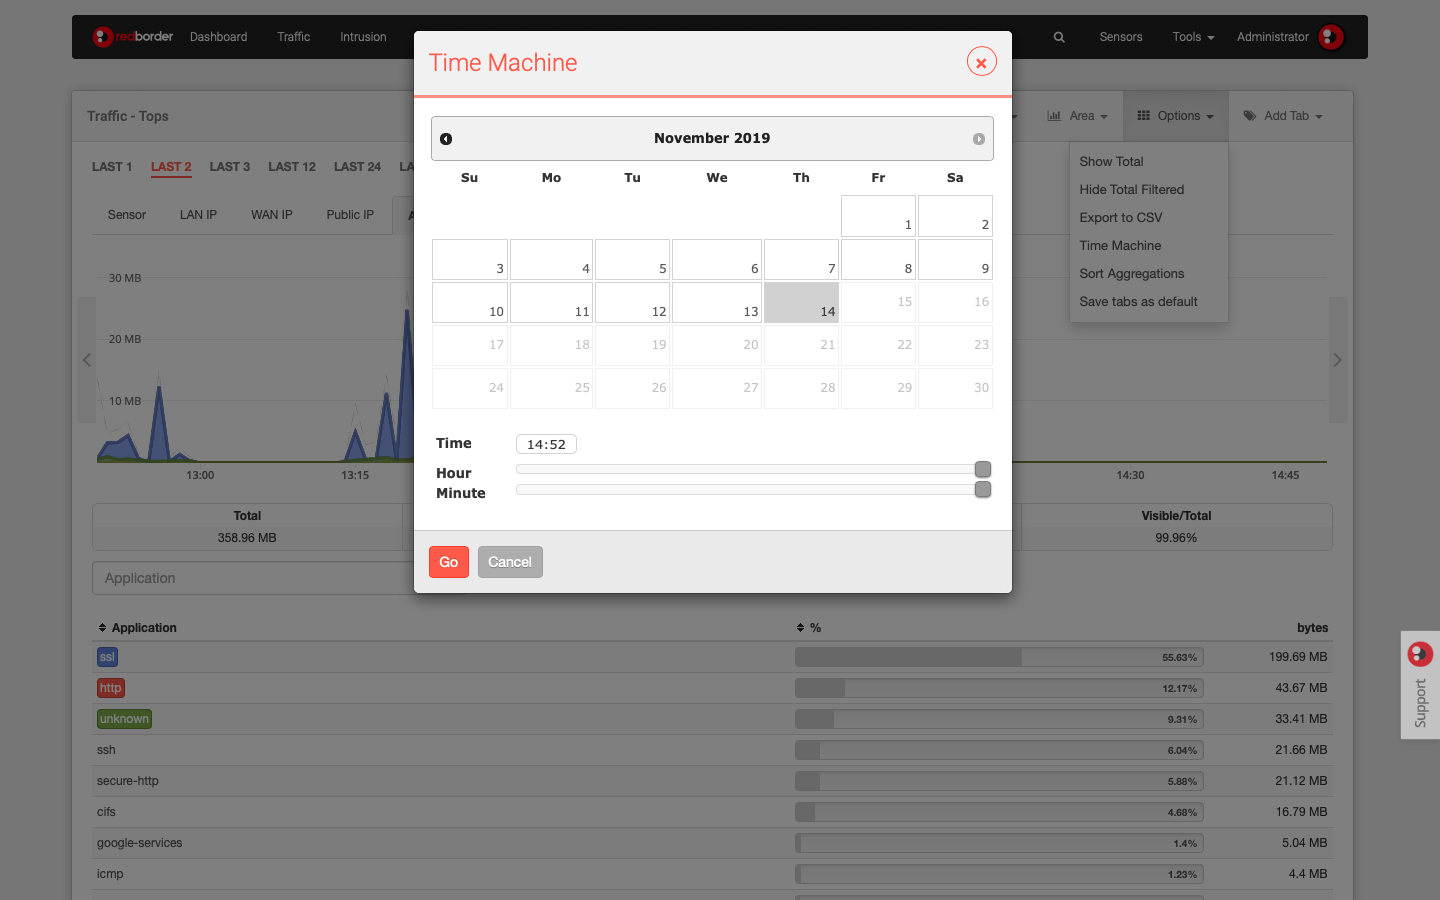 redborder Dashboard Traffic Intrusion Sensors Tools Administrator
Time Machine
Traffic - Tops Area Options Add Tab
November 2019
LAST 1 LAST 2 LAST 3 LAST 12 LAST 24
Su Mo Tu We Th Fr Sa
Sensor LAN IP WAN IP Public IP
1 2
3 4 5 6 7 8 9
10 11 12 13 14 15 16
17 18 19 20 21 22 23
24 25 26 27 28 29 30
Show Total
Hide Total Filtered
Export to CSV
Time Machine
Sort Aggregations
Save tabs as default
30 MB
20 MB
10 MB
Time 14:52
Hour
Minute
13:00 13:15 14:30 14:45
Total Visible/Total
358.96 MB 99.96%
Go Cancel
Application
Application % bytes
ssl 55.63% 199.69 MB
http 12.17% 43.67 MB
unknown 9.31% 33.41 MB
ssh 6.04% 21.66 MB
secure-http 5.88% 21.12 MB
cifs 4.68% 16.79 MB
google-services 1.4% 5.04 MB
icmp 1.23% 4.4 MB
Support